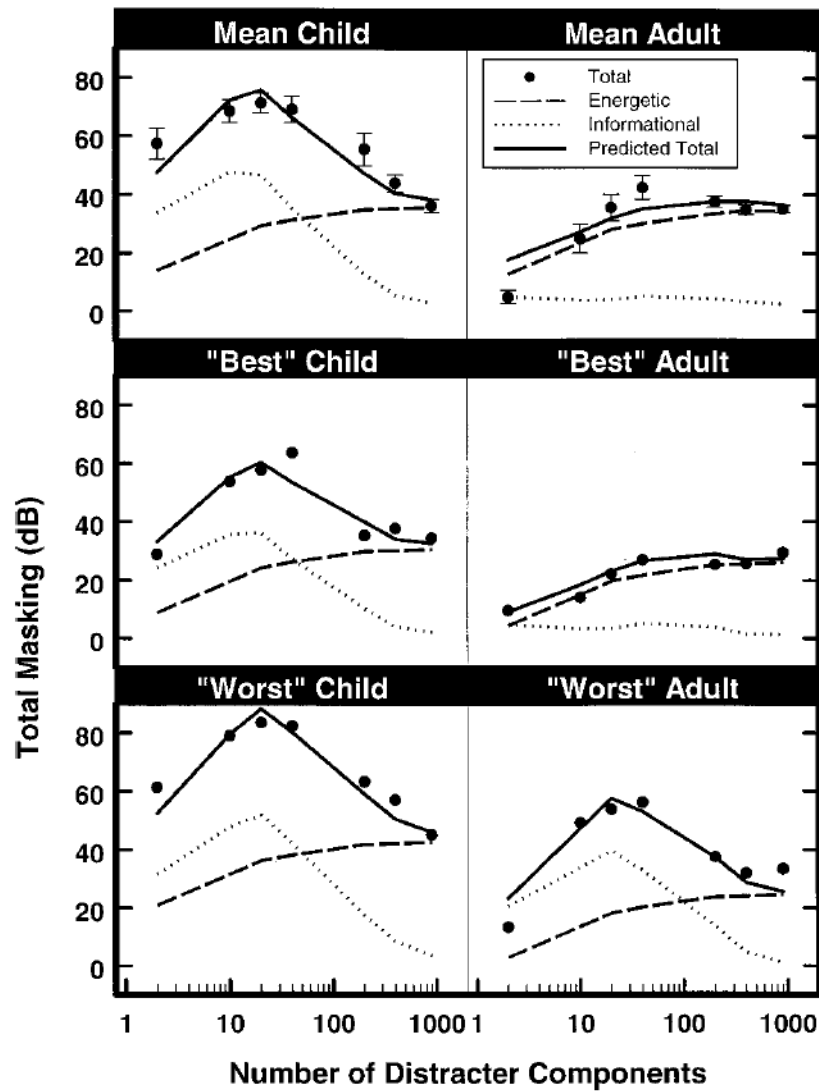 Mean Child
Mean Adult
80
60
40
20
0
Total
Energetic
Informational
Predicted Total
"Best" Child
"Best" Adult
80
60
40
20
0
"Worst" Child
"Worst" Adult
80
60
40
20
0
Total Masking (dB)
1 10 100 1000 1 10 100 1000
Number of Distracter Components